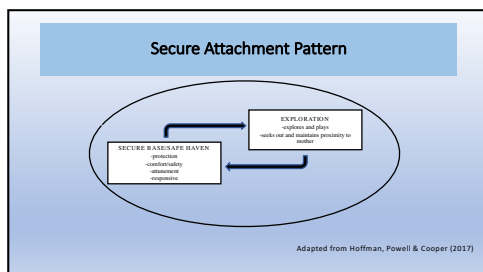 Secure Attachment Pattern
EXPLORATION
-explores and plays
-seeks out and maintains proximity to
mother
SECURE BASE/SAFE HAVEN
-protection
-comfort/safety
-attunement
-responsive
Adapted from Hoffman, Powell & Cooper (2017)